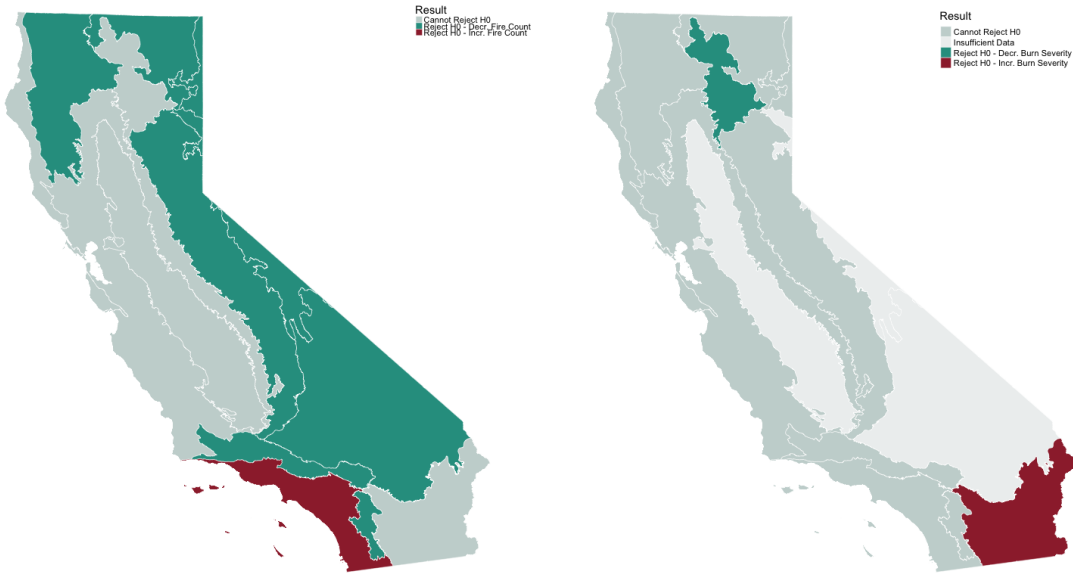 Result
Cannot Reject H0
Reject H0 - Decr. Fire Count
Reject H0 - Incr. Fire Count
Result
Cannot Reject H0
Insufficient Data
Reject H0 - Decr. Burn Severity
Reject H0 - Incr. Burn Severity